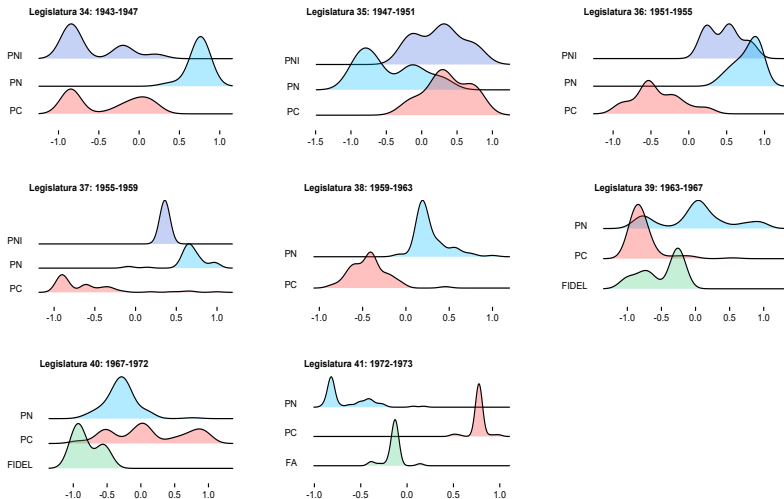 Legislatura 34: 1943-1947
PNI
PN
PC
-1.0 -0.5 0.0 0.5 1.0
Legislatura 35: 1947-1951
PNI
PN
PC
-1.5 -1.0 -0.5 0.0 0.5 1.0
Legislatura 36: 1951-1955
PNI
PN
PC
-1.0 -0.5 0.0 0.5 1.0
Legislatura 37: 1955-1959
PNI
PN
PC
-1.0 -0.5 0.0 0.5 1.0
Legislatura 38: 1959-1963
PN
PC
-1.0 -0.5 0.0 0.5 1.0
Legislatura 39: 1963-1967
PN
PC
FIDEL
-1.0 -0.5 0.0 0.5 1.0
Legislatura 40: 1967-1972
PN
PC
FIDEL
-1.0 -0.5 0.0 0.5 1.0
Legislatura 41: 1972-1973
PN
PC
FA
-1.0 -0.5 0.0 0.5 1.0